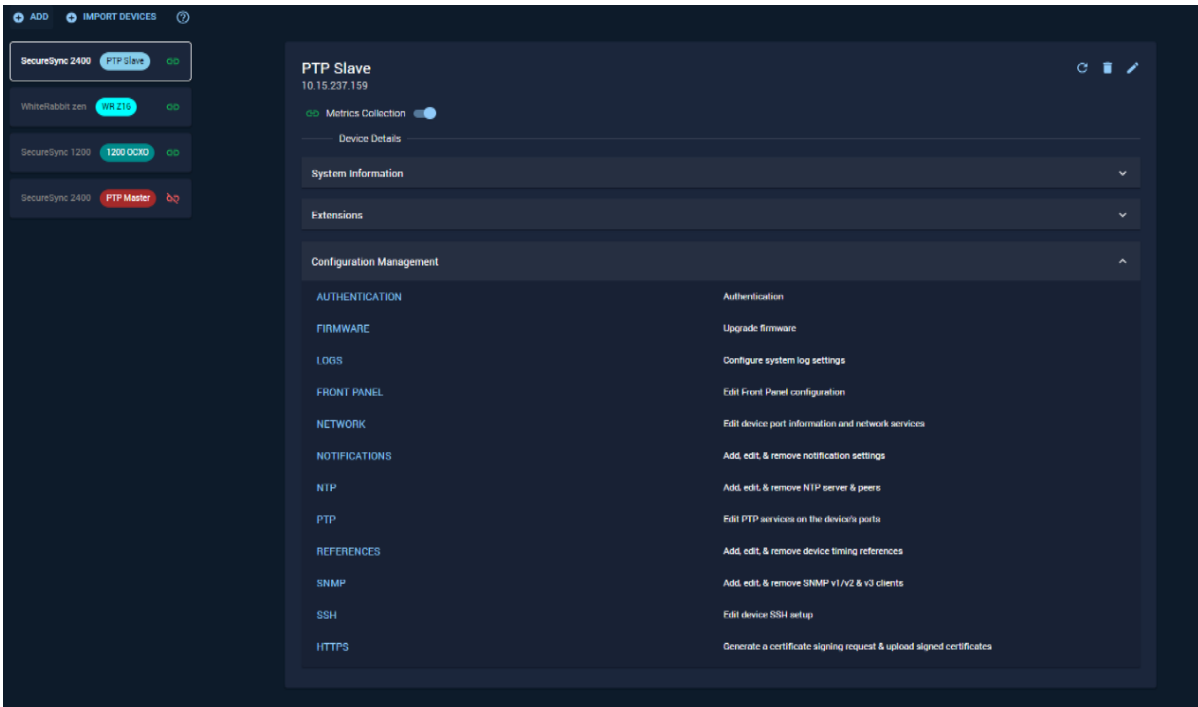 ADD IMPORT DEVICES
SecureSync 2400 PTP Slave
WhiteRabbit zen WR Z16
SecureSync 1200 1200 OCXO
SecureSync 2400 PTP Master
PTP Slave
10.15.237.159
Metrics Collection
Device Details
System Information
Extensions
Configuration Management
AUTHENTICATION Authentication
FIRMWARE Upgrade firmware
LOGS Configure system log settings
FRONT PANEL Edit Front Panel configuration
NETWORK Edit device port information and network services
NOTIFICATIONS Add, edit, & remove notification settings
NTP Add, edit, & remove NTP server & peers
PTP Edit PTP services on the device's ports
REFERENCES Add, edit, & remove device timing references
SNMP Add, edit, & remove SNMP v1/v2 & v3 clients
SSH Edit device SSH setup
HTTPS Generate a certificate signing request & upload signed certificates